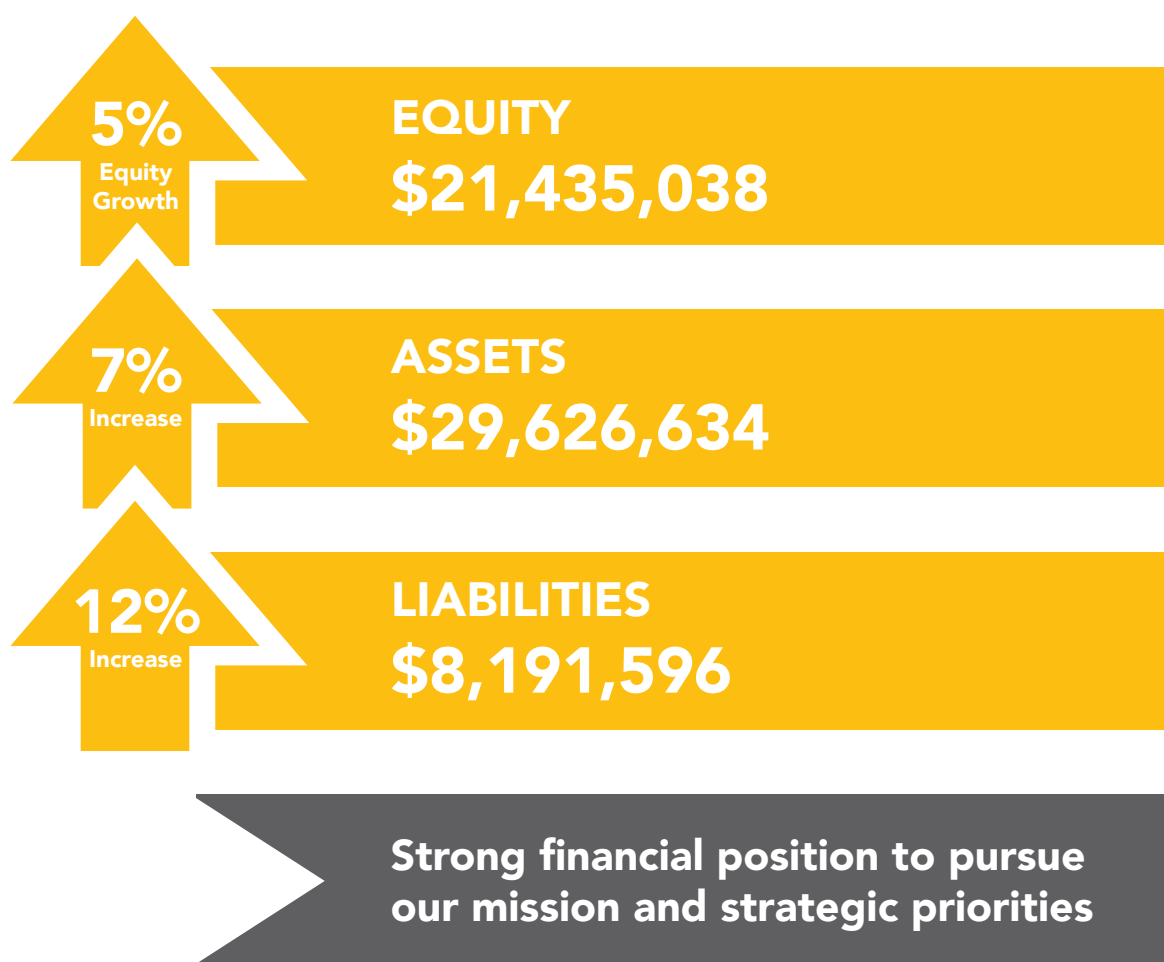 5%
Equity
Growth
EQUITY
$21,435,038
7%
Increase
ASSETS
$29,626,634
12%
Increase
LIABILITIES
$8,191,596
Strong financial position to pursue
our mission and strategic priorities